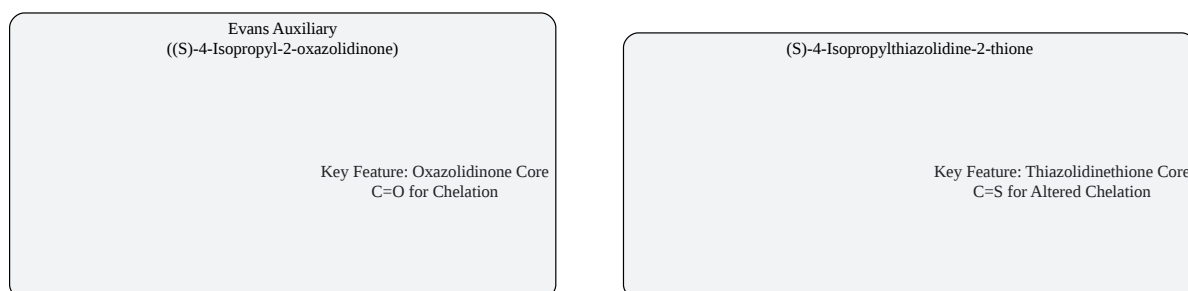 Evans Auxiliary
((S)-4-Isopropyl-2-oxazolidinone)
Key Feature: Oxazolidinone Core
C=O for Chelation
(S)-4-Isopropylthiazolidine-2-thione
Key Feature: Thiazolidinethione Core
C=S for Altered Chelation